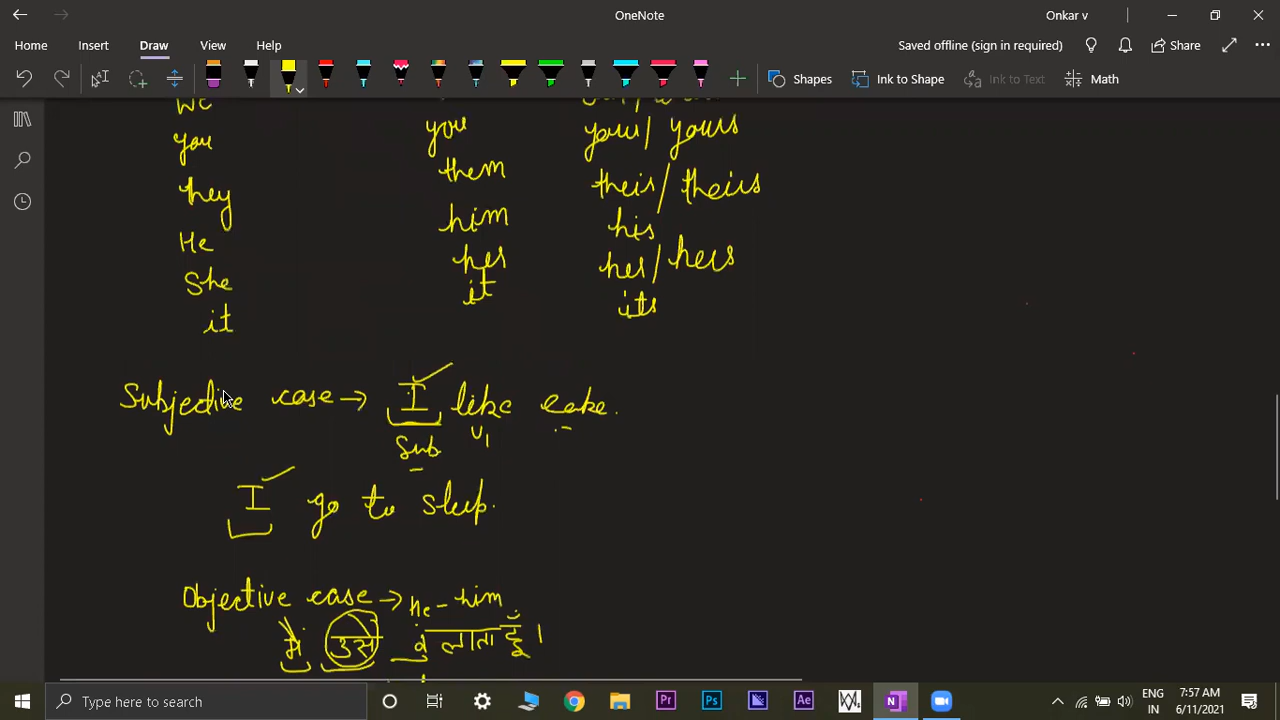 OneNote
Onkar v
Home Insert Draw View Help
Saved offline (sign in required)
Share
Shapes
Ink to Shape
Ink to Text
Math
We
you you your/ yours
hey them their/ theirs
He him his
She her her/ hers
it it its
Subjective case → I like cake.
Sub V1
I go to sleep.
Objective case → He - him
मैं उसे
लाता हूँ।
Type here to search
ENG
IN
7:57 AM
6/11/2021